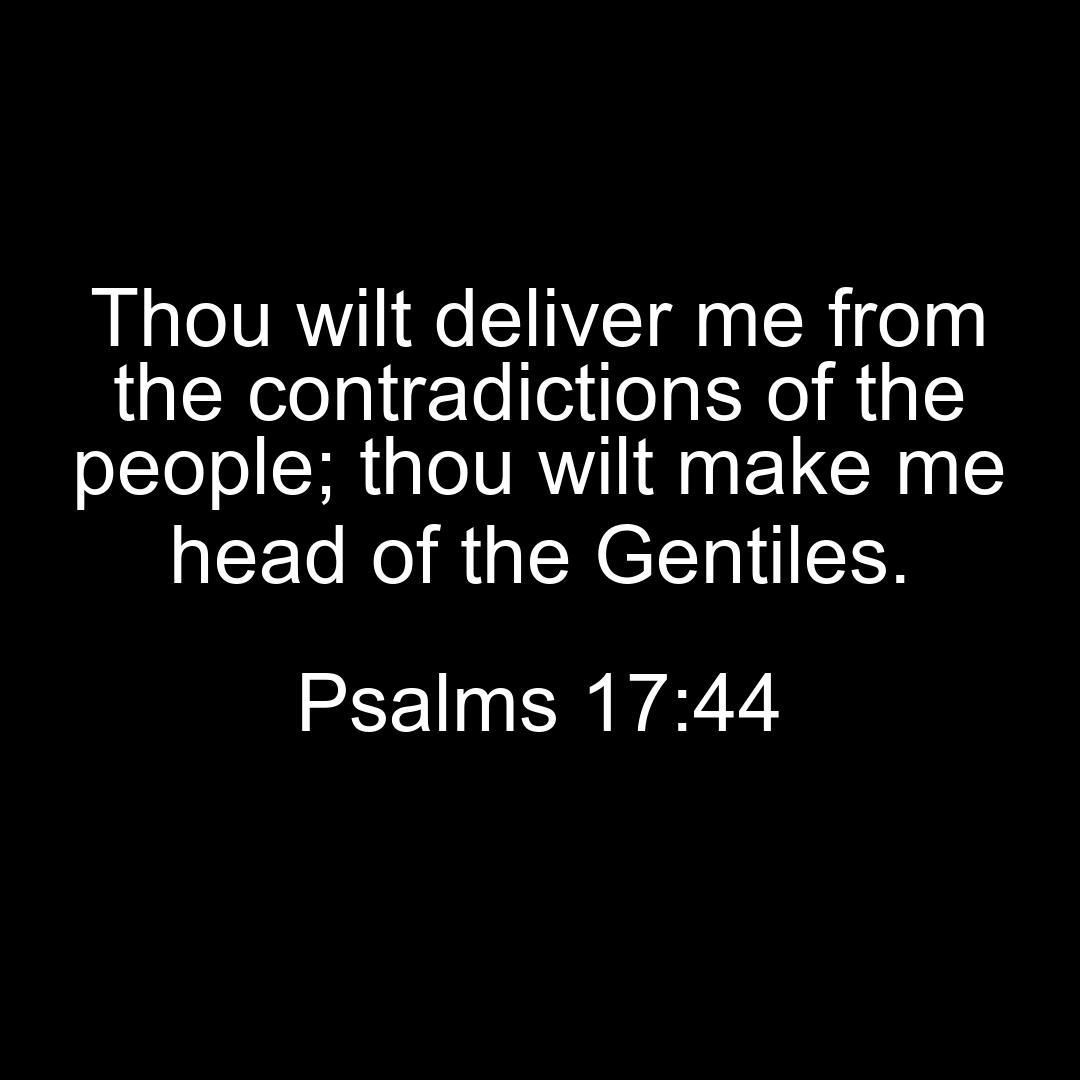 Thou wilt deliver me from
the contradictions of the
people; thou wilt make me
head of the Gentiles.
Psalms 17:44